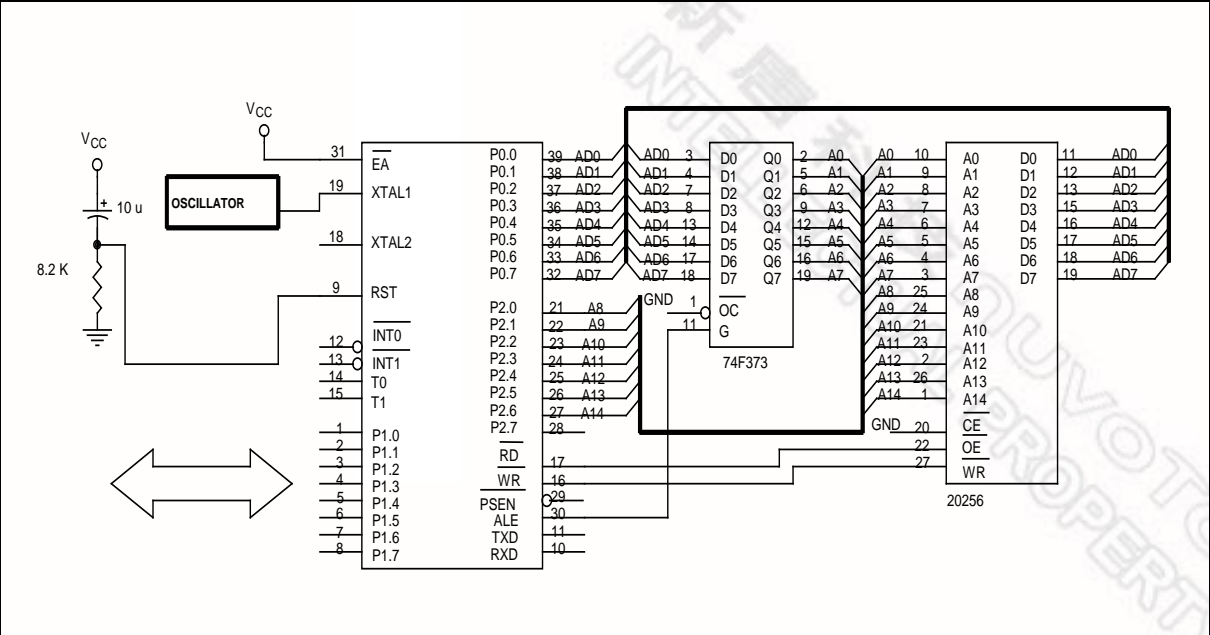 VCC
VCC
+
10 u
8.2 K
OSCILLATOR
31 EA
19 XTAL1
18 XTAL2
9 RST
12 INT0
13 INT1
14 T0
15 T1
1 P1.0
2 P1.1
3 P1.2
4 P1.3
5 P1.4
6 P1.5
7 P1.6
8 P1.7
P0.0 39 AD0
P0.1 38 AD1
P0.2 37 AD2
P0.3 36 AD3
P0.4 35 AD4
P0.5 34 AD5
P0.6 33 AD6
P0.7 32 AD7
P2.0 21 A8
P2.1 22 A9
P2.2 23 A10
P2.3 24 A11
P2.4 25 A12
P2.5 26 A13
P2.6 27 A14
P2.7 28
RD 17
WR 16
PSEN 29
ALE 30
TXD 11
RXD 10
AD0 3 D0 Q0 2 A0
AD1 4 D1 Q1 5 A1
AD2 7 D2 Q2 6 A2
AD3 8 D3 Q3 9 A3
AD4 13 D4 Q4 12 A4
AD5 14 D5 Q5 15 A5
AD6 17 D6 Q6 16 A6
AD7 18 D7 Q7 19 A7
GND 1 OC
11 G
74F373
A0 10 A0 D0 11 AD0
A1 9 A1 D1 12 AD1
A2 8 A2 D2 13 AD2
A3 7 A3 D3 15 AD3
A4 6 A4 D4 16 AD4
A5 5 A5 D5 17 AD5
A6 4 A6 D6 18 AD6
A7 3 A7 D7 19 AD7
A8 25 A8
A9 24 A9
A10 21 A10
A11 23 A11
A12 2 A12
A13 26 A13
A14 1 A14
GND 20 CE
22 OE
27 WR
20256